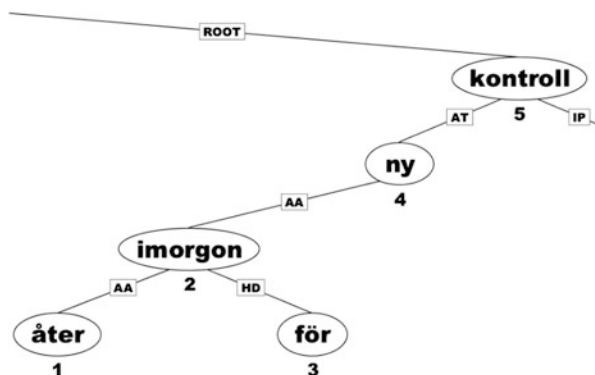 ROOT
kontroll
5
AT
IP
ny
4
AA
imorgon
2
AA
HD
åter
1
för
3